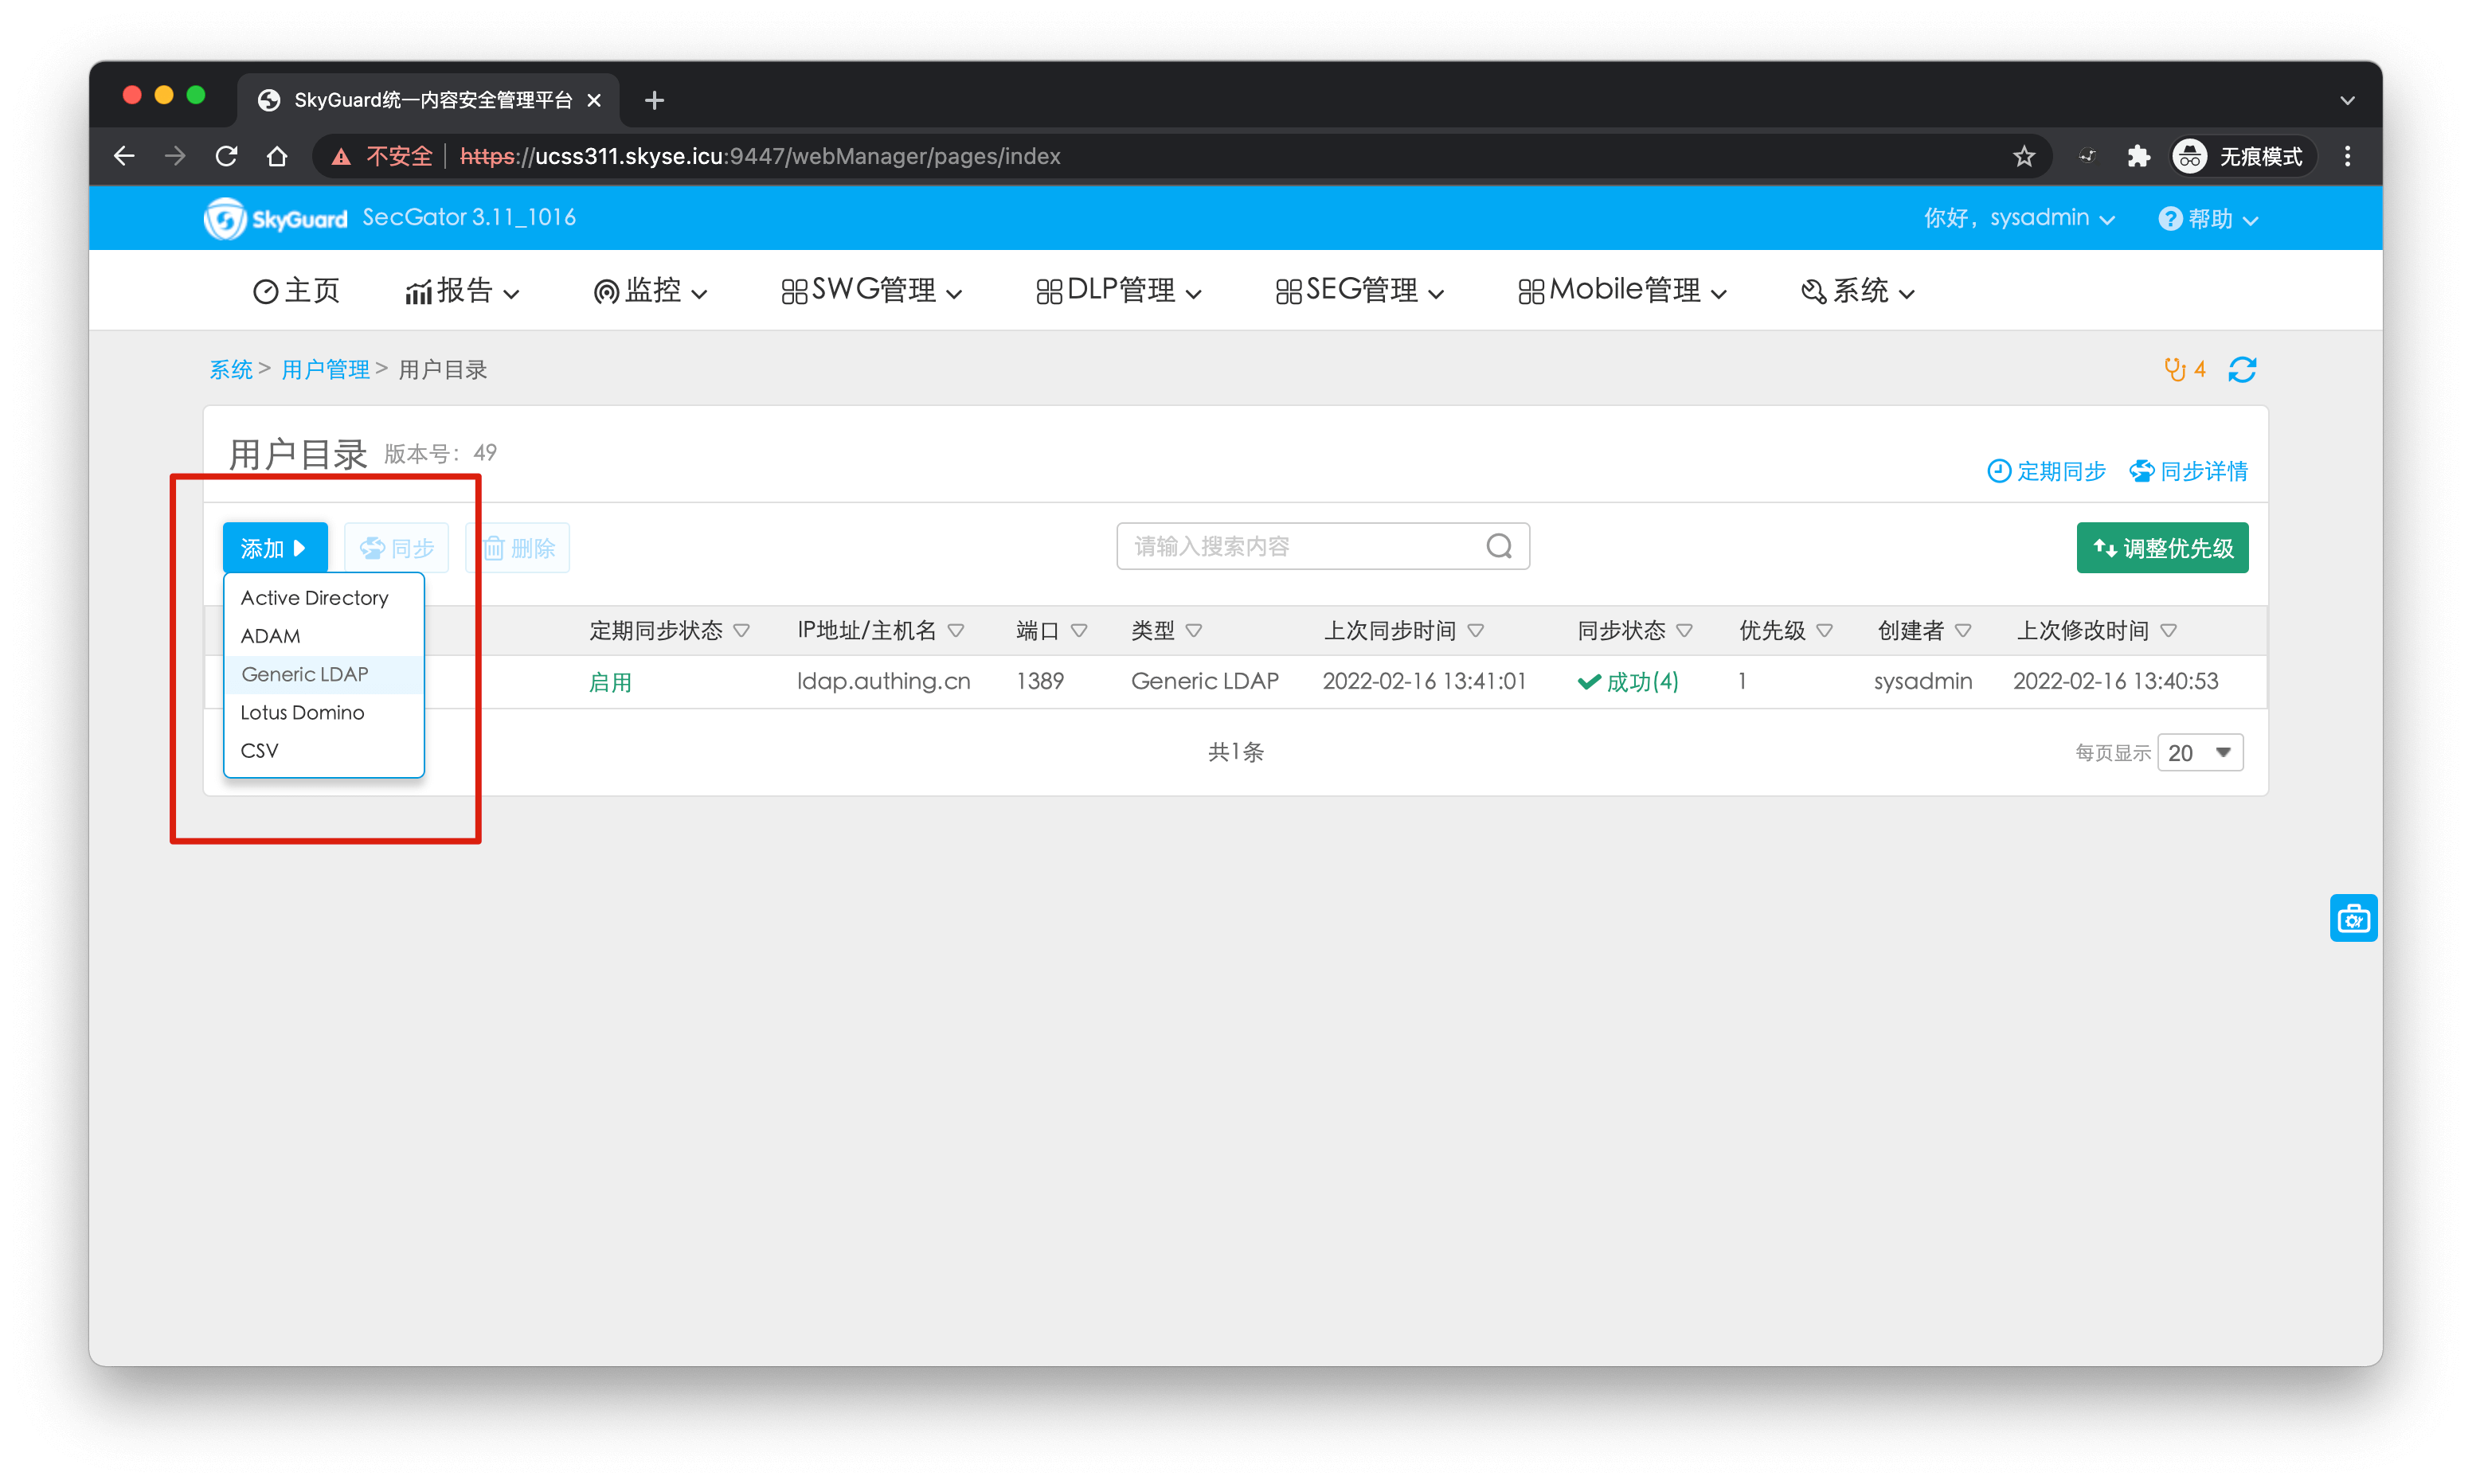 SkyGuard统一内容安全管理平台
不安全 https://ucss311.skyse.icu:9447/webManager/pages/index 无痕模式
SkyGuard SecGator 3.11_1016 你好，sysadmin 帮助
主页 报告 监控 SWG管理 DLP管理 SEG管理 Mobile管理 系统
系统 > 用户管理 > 用户目录 4
用户目录 版本号：49
定期同步 同步详情
添加 同步 删除 请输入搜索内容 调整优先级
Active Directory
ADAM
Generic LDAP
Lotus Domino
CSV
定期同步状态 IP地址/主机名 端口 类型 上次同步时间 同步状态 优先级 创建者 上次修改时间
启用 ldap.authing.cn 1389 Generic LDAP 2022-02-16 13:41:01 成功(4) 1 sysadmin 2022-02-16 13:40:53
共1条 每页显示 20